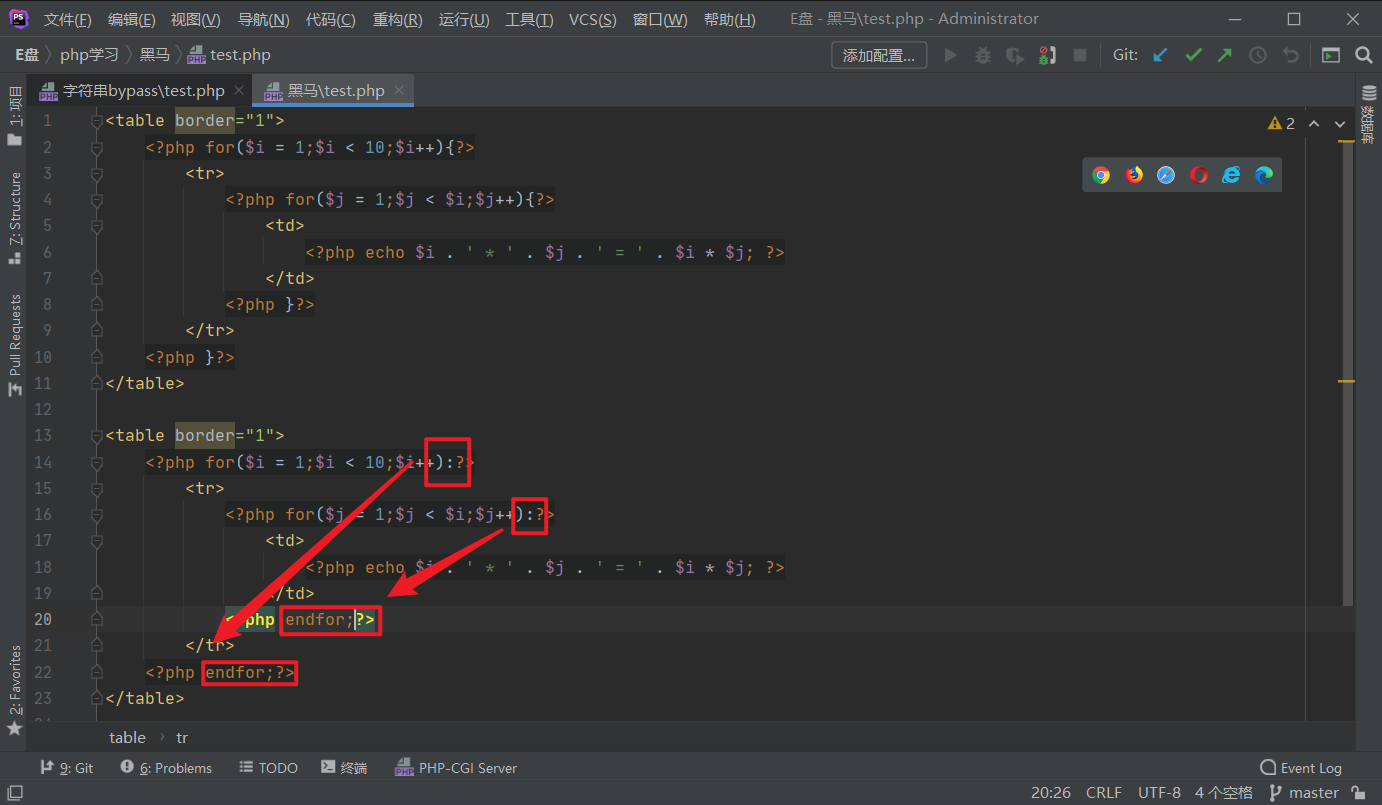 PS 文件(F) 编辑(E) 视图(V) 导航(N) 代码(C) 重构(R) 运行(U) 工具(T) VCS(S) 窗口(W) 帮助(H) E盘 - 黑马\test.php - Administrator
E盘 php学习 黑马 test.php 添加配置... Git:
字符串bypass\test.php 黑马\test.php
1: 项目
7: Structure
Pull Requests
2: Favorites
数据库
2
1 <table border="1">
2 <?php for($i = 1;$i < 10;$i++){?>
3 <tr>
4 <?php for($j = 1;$j < $i;$j++){?>
5 <td>
6 <?php echo $i . ' * ' . $j . ' = ' . $i * $j; ?>
7 </td>
8 <?php }?>
9 </tr>
10 <?php }?>
11 </table>
12
13 <table border="1">
14 <?php for($i = 1;$i < 10;$i++):?>
15 <tr>
16 <?php for($j = 1;$j < $i;$j++):?>
17 <td>
18 <?php echo $i . ' * ' . $j . ' = ' . $i * $j; ?>
19 </td>
20 <?php endfor;?>
21 </tr>
22 <?php endfor;?>
23 </table>
table tr
9: Git 6: Problems TODO 终端 PHP-CGI Server Event Log
20:26 CRLF UTF-8 4 个空格 master